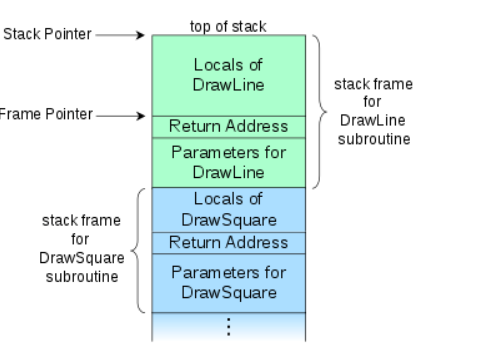 top of stack
Stack Pointer
Locals of
DrawLine
stack frame
for
DrawLine
subroutine
Frame Pointer
Return Address
Parameters for
DrawLine
Locals of
DrawSquare
stack frame
for
DrawSquare
subroutine
Return Address
Parameters for
DrawSquare
⋮